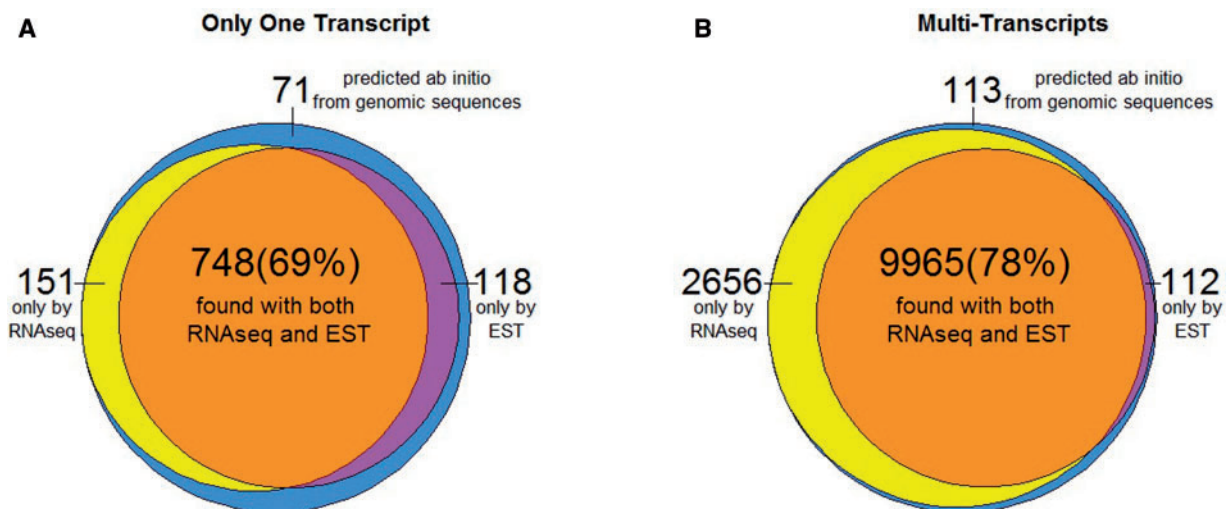 A
Only One Transcript
71
predicted ab initio
from genomic sequences
151
only by
RNAseq
748(69%)
found with both
RNAseq and EST
118
only by
EST
B
Multi-Transcripts
113
predicted ab initio
from genomic sequences
2656
only by
RNAseq
9965(78%)
found with both
RNAseq and EST
112
only by
EST